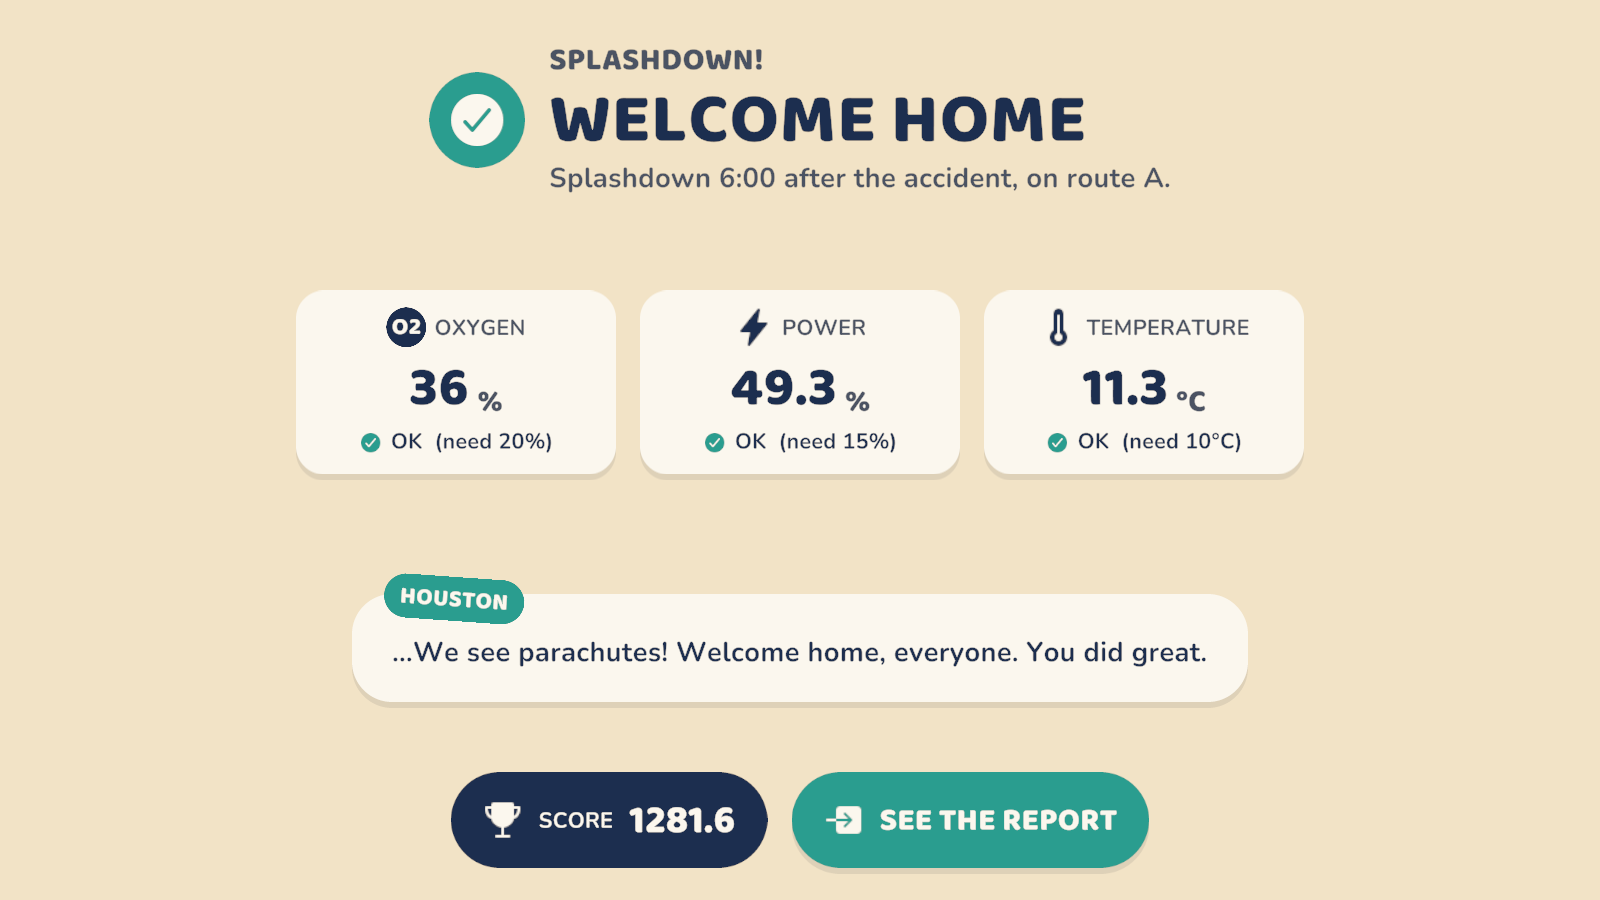 SPLASHDOWN!
WELCOME HOME
Splashdown 6:00 after the accident, on route A.
O2 OXYGEN
36 %
OK (need 20%)
POWER
49.3 %
OK (need 15%)
TEMPERATURE
11.3 °C
OK (need 10°C)
HOUSTON
...We see parachutes! Welcome home, everyone. You did great.
SCORE 1281.6
SEE THE REPORT